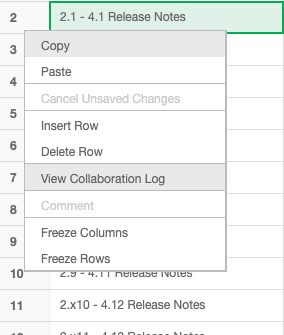 2 2.1 - 4.1 Release Notes
3
Copy
4
Paste
Cancel Unsaved Changes
5
Insert Row
6
Delete Row
7
View Collaboration Log
8
Comment
9
Freeze Columns
Freeze Rows
10 2.9 - 4.11 Release Notes
11 2.x10 - 4.12 Release Notes